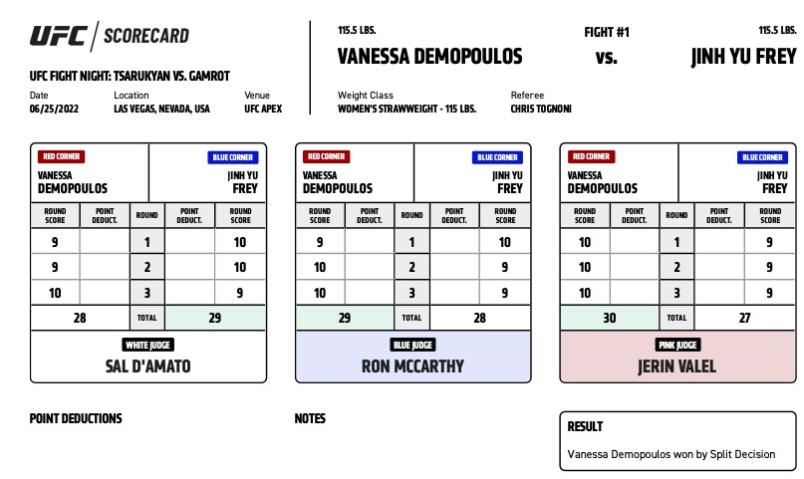 UFC / SCORECARD
UFC FIGHT NIGHT: TSARUKYAN VS. GAMROT
Date Location Venue
06/25/2022 LAS VEGAS, NEVADA, USA UFC APEX
115.5 LBS. FIGHT #1 115.5 LBS.
VANESSA DEMOPOULOS VS. JINH YU FREY
Weight Class Referee
WOMEN'S STRAWWEIGHT - 115 LBS. CHRIS TOGNONI
RED CORNER BLUE CORNER
VANESSA JINH YU
DEMOPOULOS FREY
ROUND SCORE POINT DEDUCT. ROUND POINT DEDUCT. ROUND SCORE
9 1 10
9 2 10
10 3 9
28 TOTAL 29
WHITE JUDGE
SAL D'AMATO
RED CORNER BLUE CORNER
VANESSA JINH YU
DEMOPOULOS FREY
ROUND SCORE POINT DEDUCT. ROUND POINT DEDUCT. ROUND SCORE
9 1 10
10 2 9
10 3 9
29 TOTAL 28
BLUE JUDGE
RON MCCARTHY
RED CORNER BLUE CORNER
VANESSA JINH YU
DEMOPOULOS FREY
ROUND SCORE POINT DEDUCT. ROUND POINT DEDUCT. ROUND SCORE
10 1 9
10 2 9
10 3 9
30 TOTAL 27
PINK JUDGE
JERIN VALEL
POINT DEDUCTIONS
NOTES
RESULT
Vanessa Demopoulos won by Split Decision